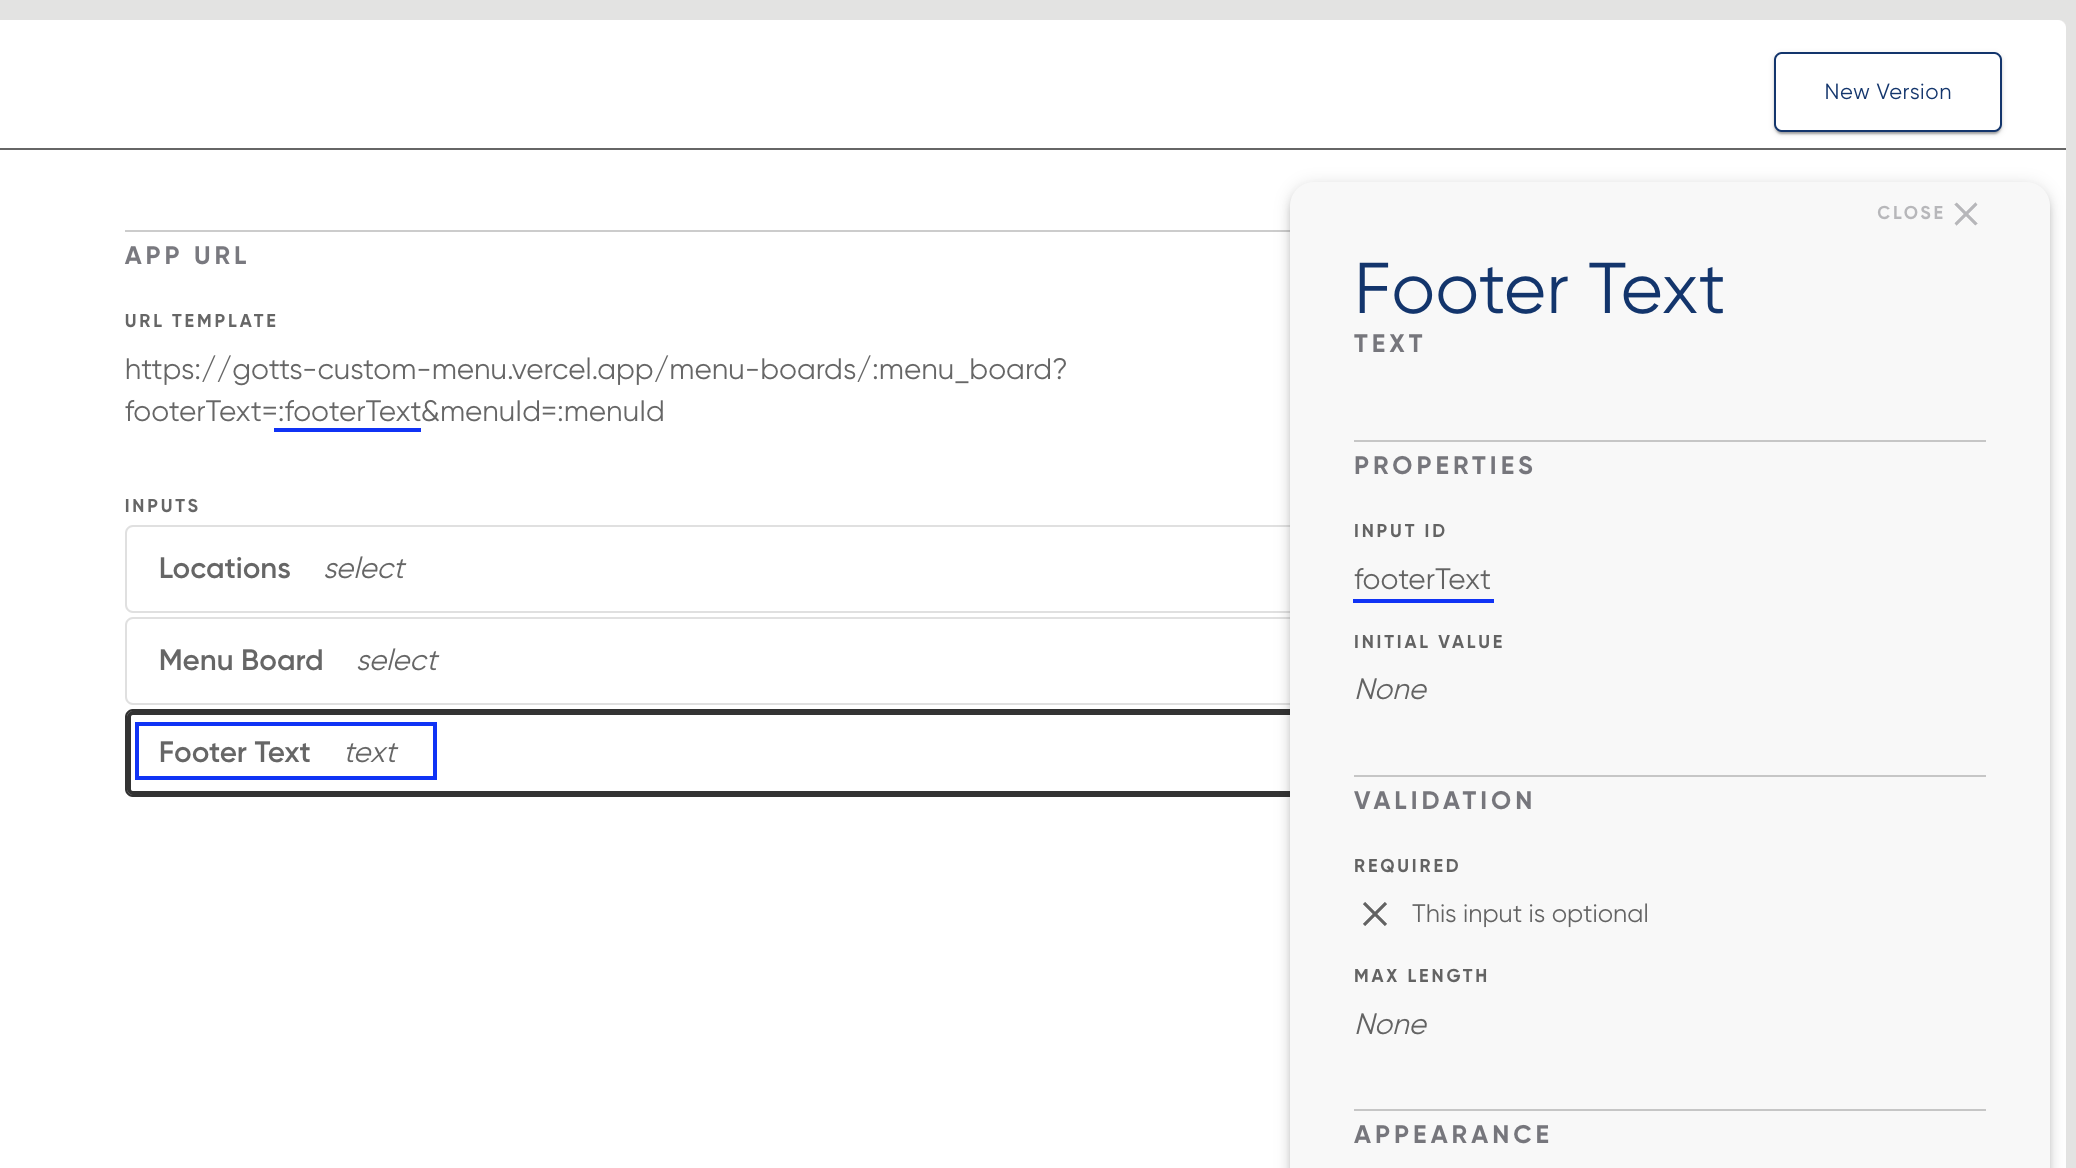 New Version
APP URL
URL TEMPLATE
https://gotts-custom-menu.vercel.app/menu-boards/:menu_board?
footerText=:footerText&menuId=:menuId
INPUTS
Locations select
Menu Board select
Footer Text text
CLOSE
Footer Text
TEXT
PROPERTIES
INPUT ID
footerText
INITIAL VALUE
None
VALIDATION
REQUIRED
This input is optional
MAX LENGTH
None
APPEARANCE